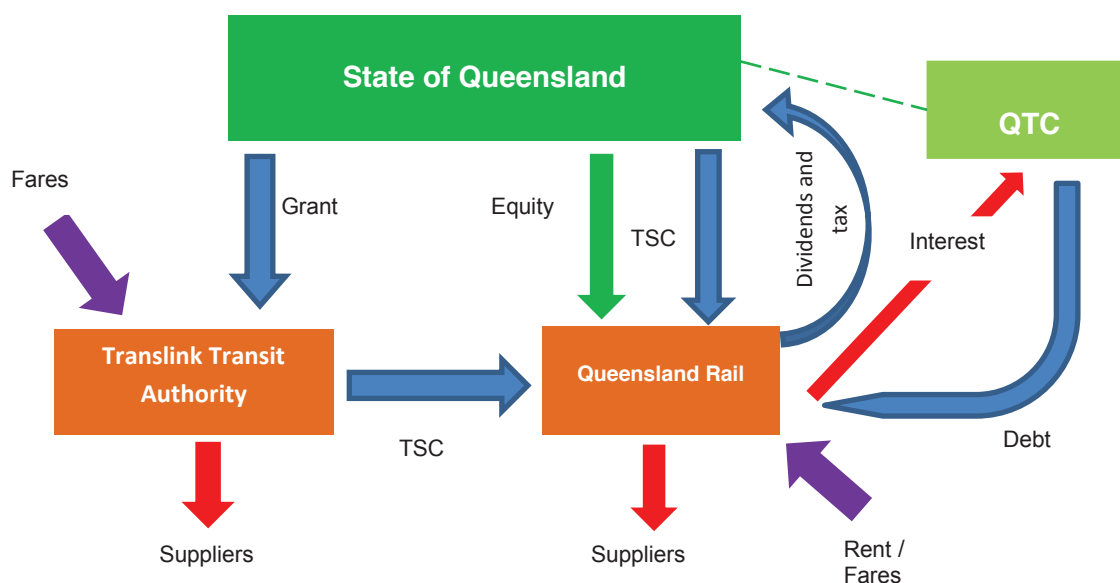 State of Queensland
QTC
Fares
Grant
Equity
TSC
Dividends and
tax
Interest
Translink Transit
Authority
Queensland Rail
TSC
Debt
Suppliers
Suppliers
Rent /
Fares